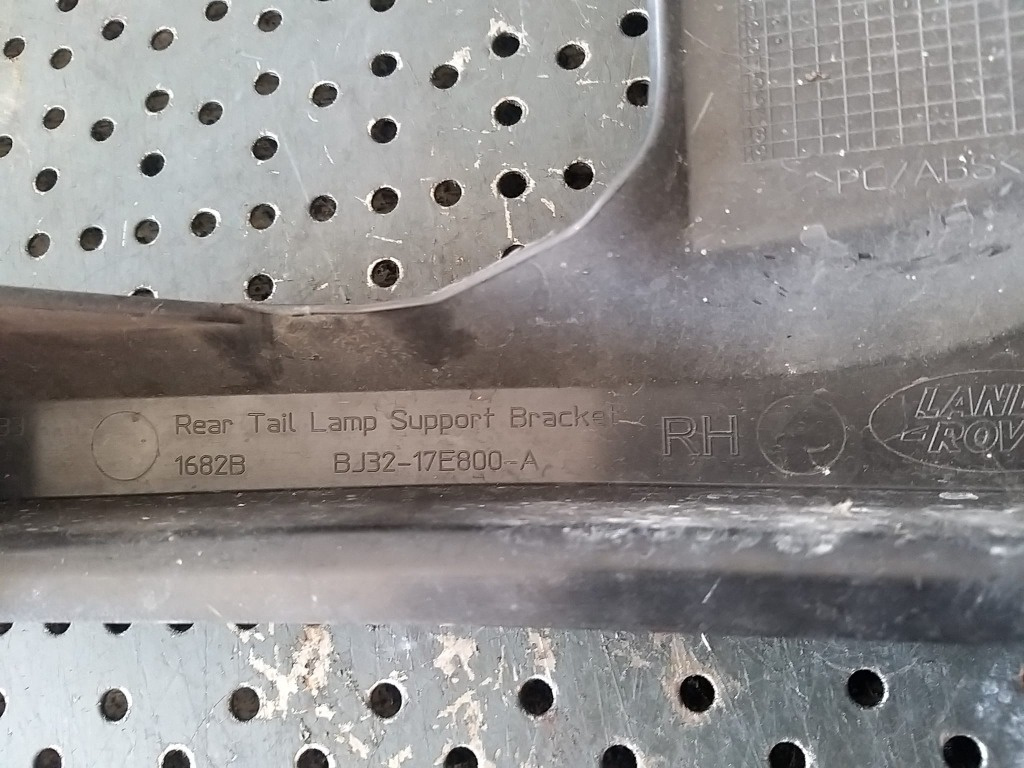 >PC/ABS<
Rear Tail Lamp Support Bracket
1682B BJ32-17E800-A
RH
LAND
ROV